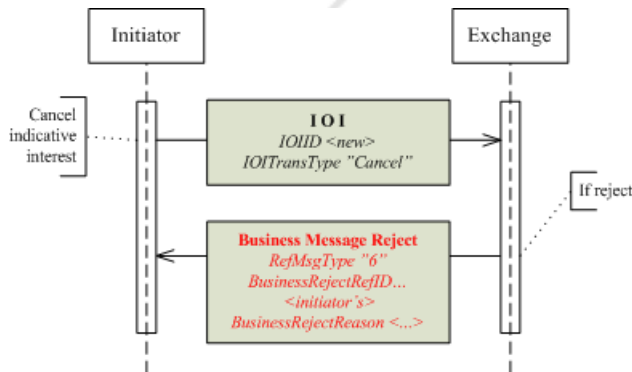 Initiator
Exchange
Cancel
indicative
interest
I O I
IOIID <new>
IOITransType "Cancel"
If reject
Business Message Reject
RefMsgType "6"
BusinessRejectRefID...
<initiator's>
BusinessRejectReason <...>